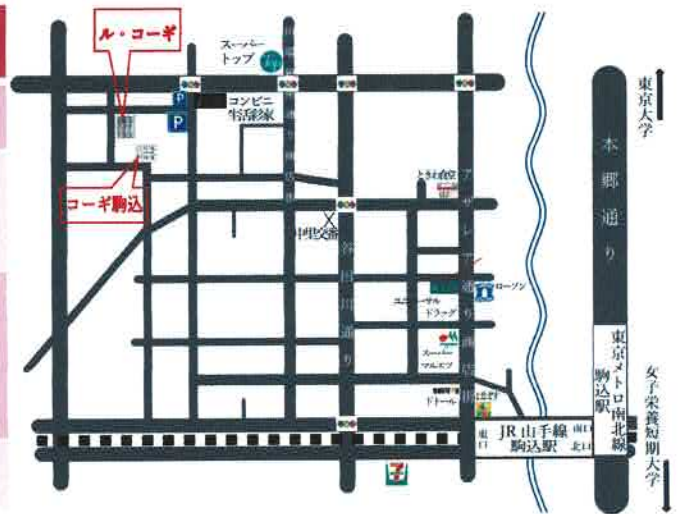 ル・コーギ
スーパー
トップ
コンビニ
生活彩家
P
P
コーギ駒込
中里交番
ときわ食堂
アザレア通り商店街
谷田川通り
ローソン
ドラッグ
スーパー
マルエツ
ドトール
東口
JR山手線
駒込駅
南口
北口
東京メトロ南北線
駒込駅
本郷通り
東京大学
女子栄養短期大学